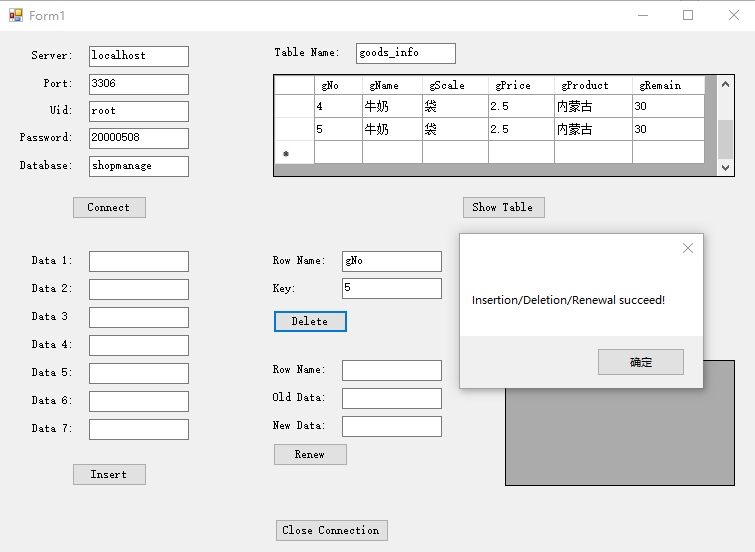 Form1
Server: localhost
Port: 3306
Uid: root
Password: 20000508
Database: shopmanage
Connect
Table Name: goods_info
gNo gName gScale gPrice gProduct gRemain
4 牛奶 袋 2.5 内蒙古 30
5 牛奶 袋 2.5 内蒙古 30
*
Show Table
Data 1:
Data 2:
Data 3
Data 4:
Data 5:
Data 6:
Data 7:
Insert
Row Name: gNo
Key: 5
Delete
Row Name:
Old Data:
New Data:
Renew
Insertion/Deletion/Renewal succeed!
确定
Close Connection